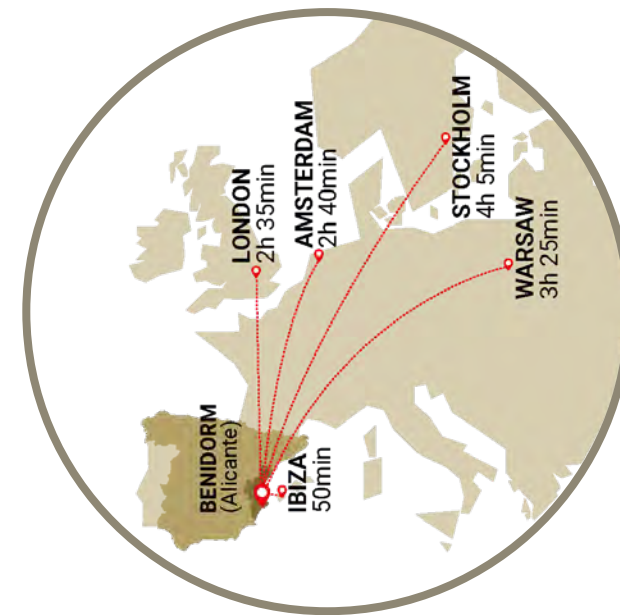 BENIDORM
(Alicante)
IBIZA
50min
LONDON
2h 35min
AMSTERDAM
2h 40min
STOCKHOLM
4h 5min
WARSAW
3h 25min